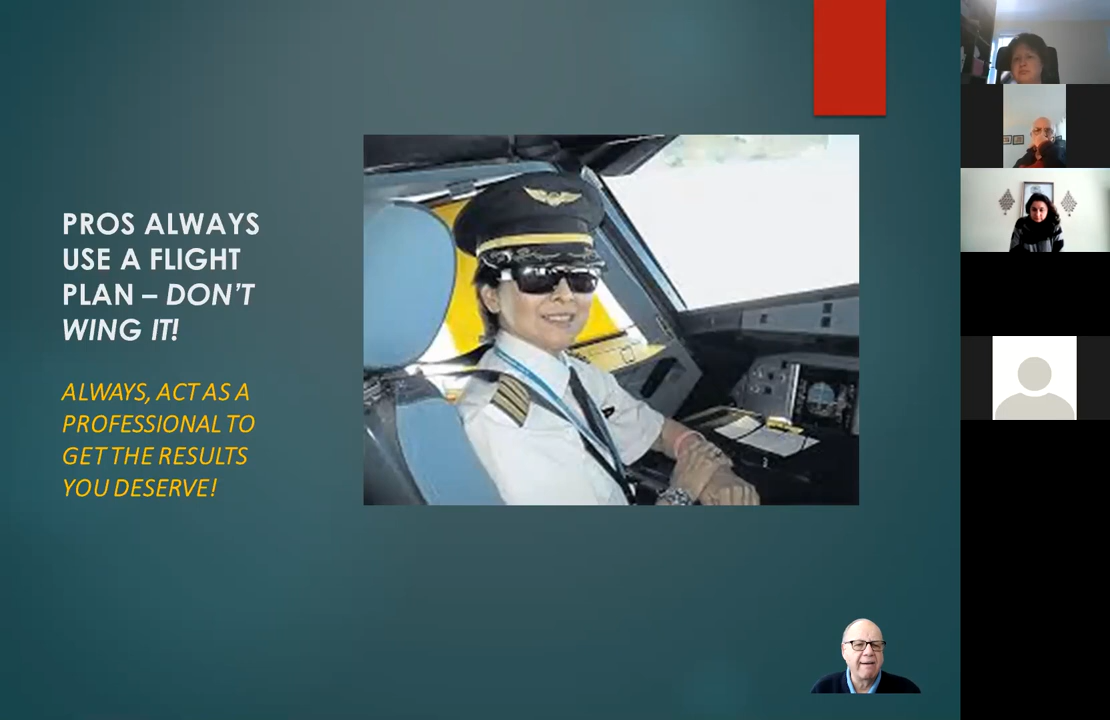 PROS ALWAYS
USE A FLIGHT
PLAN – DON'T
WING IT!
ALWAYS, ACT AS A
PROFESSIONAL TO
GET THE RESULTS
YOU DESERVE!